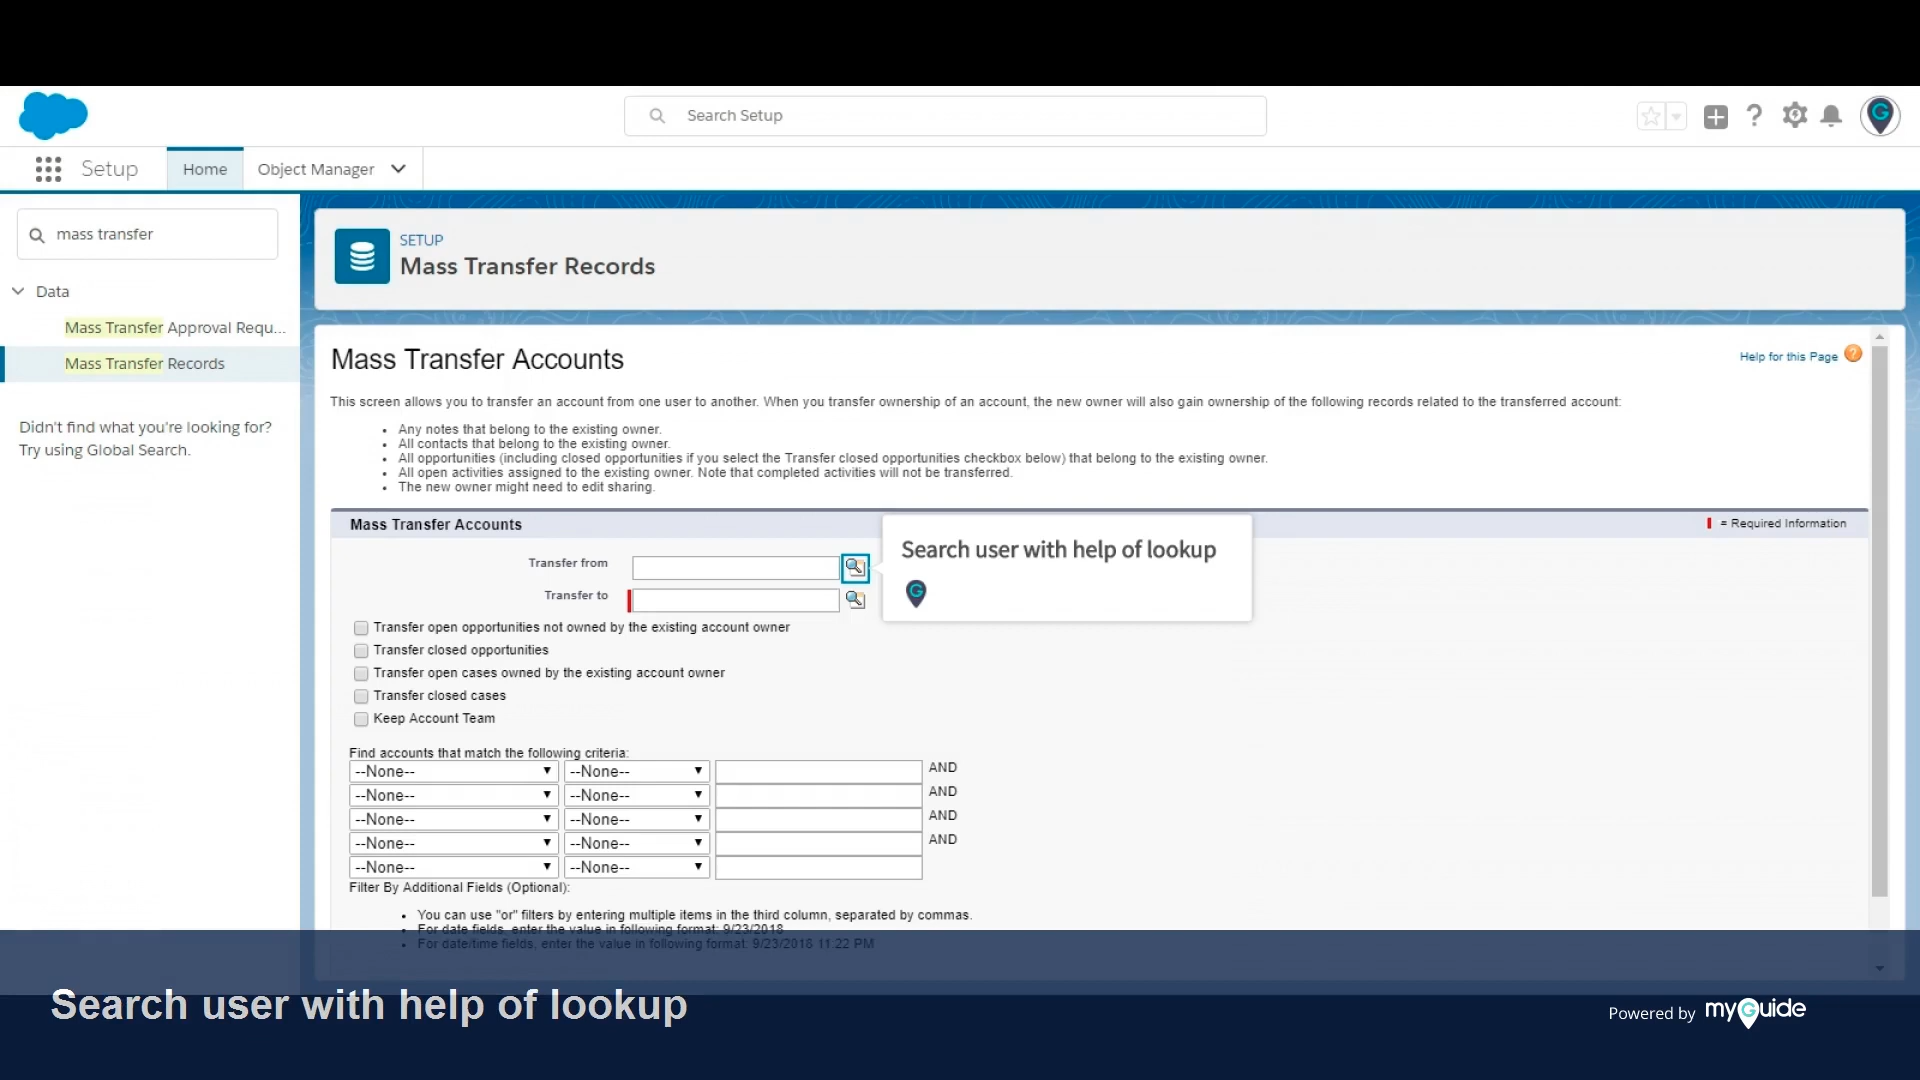 Search Setup
Setup
Home
Object Manager
mass transfer
Data
Mass Transfer Approval Requ...
Mass Transfer Records
Didn't find what you're looking for?
Try using Global Search.
SETUP
Mass Transfer Records
Mass Transfer Accounts
Help for this Page
This screen allows you to transfer an account from one user to another. When you transfer ownership of an account, the new owner will also gain ownership of the following records related to the transferred account:
• Any notes that belong to the existing owner.
• All contacts that belong to the existing owner.
• All opportunities (including closed opportunities if you select the Transfer closed opportunities checkbox below) that belong to the existing owner.
• All open activities assigned to the existing owner. Note that completed activities will not be transferred.
• The new owner might need to edit sharing.
Mass Transfer Accounts
= Required Information
Transfer from
Search user with help of lookup
Transfer to
Transfer open opportunities not owned by the existing account owner
Transfer closed opportunities
Transfer open cases owned by the existing account owner
Transfer closed cases
Keep Account Team
Find accounts that match the following criteria:
--None-- --None-- AND
--None-- --None-- AND
--None-- --None-- AND
--None-- --None-- AND
--None-- --None--
Filter By Additional Fields (Optional):
• You can use "or" filters by entering multiple items in the third column, separated by commas.
• For date fields, enter the value in following format: 9/23/2018
• For date/time fields, enter the value in following format: 9/23/2018 11:22 PM
Search user with help of lookup
Powered by myGuide